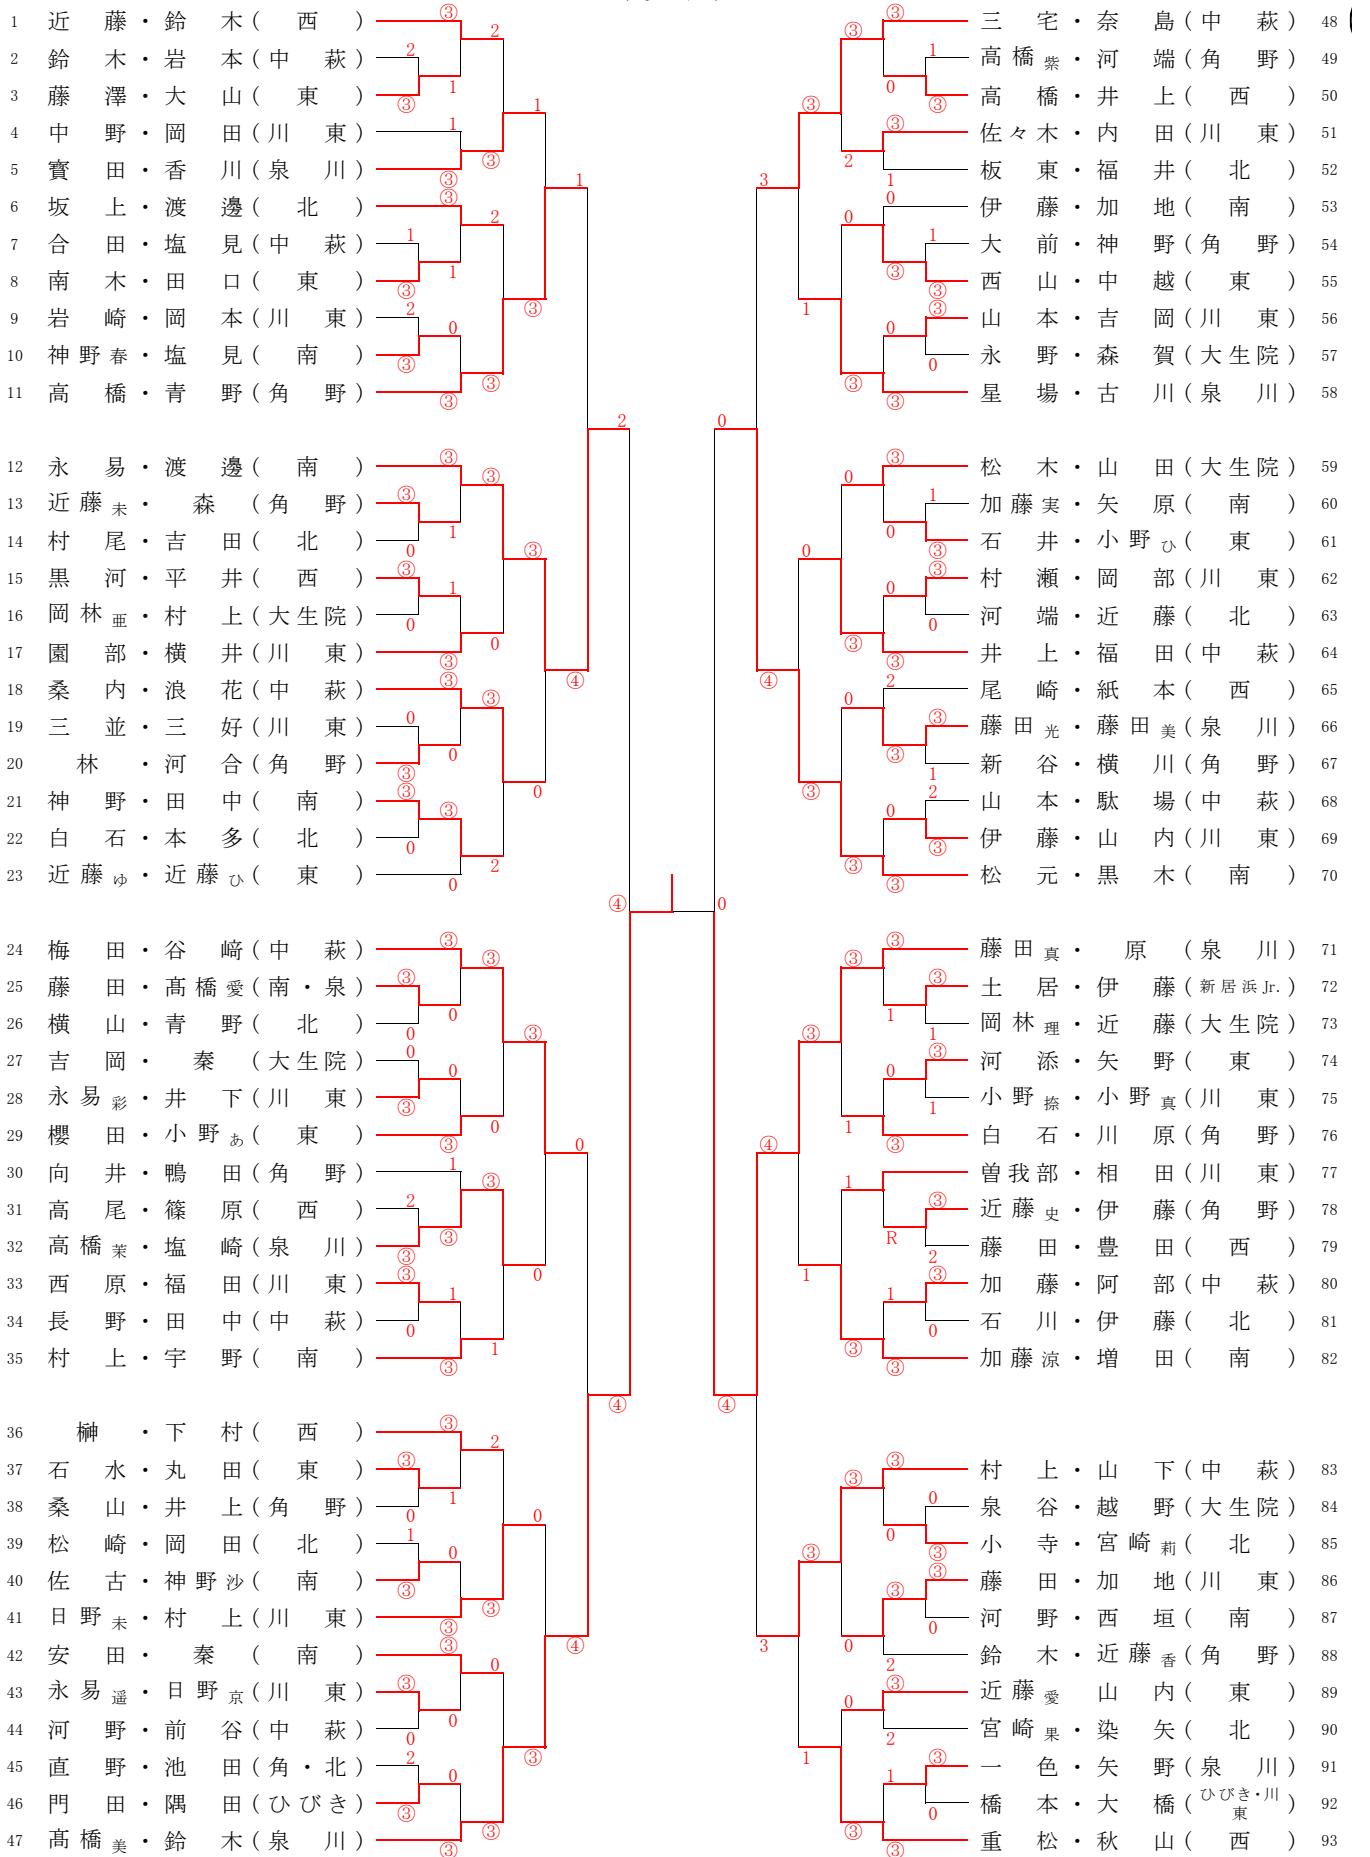 1 近藤・鈴木(西)
2 鈴木・岩本(中萩)
3 藤澤・大山(東)
4 中野・岡田(川東)
5 寳田・香川(泉川)
6 坂上・渡邊(北)
7 合田・塩見(中萩)
8 南木・田口(東)
9 岩崎・岡本(川東)
10 神野春・塩見(南)
11 高橋・青野(角野)
12 永易・渡邊(南)
13 近藤未・森(角野)
14 村尾・吉田(北)
15 黒河・平井(西)
16 岡林亜・村上(大生院)
17 園部・横井(川東)
18 桑内・浪花(中萩)
19 三並・三好(川東)
20 林・河合(角野)
21 神野・田中(南)
22 白石・本多(北)
23 近藤ゅ・近藤ひ(東)
24 梅田・谷﨑(中萩)
25 藤田・髙橋愛(南・泉)
26 横山・青野(北)
27 吉岡・秦(大生院)
28 永易彩・井下(川東)
29 櫻田・小野ぁ(東)
30 向井・鴨田(角野)
31 高尾・篠原(西)
32 高橋茉・塩崎(泉川)
33 西原・福田(川東)
34 長野・田中(中萩)
35 村上・宇野(南)
36 榊・下村(西)
37 石水・丸田(東)
38 桑山・井上(角野)
39 松崎・岡田(北)
40 佐古・神野沙(南)
41 日野未・村上(川東)
42 安田・秦(南)
43 永易遥・日野京(川東)
44 河野・前谷(中萩)
45 直野・池田(角・北)
46 門田・隅田(ひびき)
47 髙橋美・鈴木(泉川)
三宅・奈島(中萩) 48
高橋紫・河端(角野) 49
高橋・井上(西) 50
佐々木・内田(川東) 51
板東・福井(北) 52
伊藤・加地(南) 53
大前・神野(角野) 54
西山・中越(東) 55
山本・吉岡(川東) 56
永野・森賀(大生院) 57
星場・古川(泉川) 58
松木・山田(大生院) 59
加藤実・矢原(南) 60
石井・小野ひ(東) 61
村瀬・岡部(川東) 62
河端・近藤(北) 63
井上・福田(中萩) 64
尾崎・紙本(西) 65
藤田光・藤田美(泉川) 66
新谷・横川(角野) 67
山本・駄場(中萩) 68
伊藤・山内(川東) 69
松元・黒木(南) 70
藤田真・原(泉川) 71
土居・伊藤(新居浜Jr.) 72
岡林理・近藤(大生院) 73
河添・矢野(東) 74
小野捺・小野真(川東) 75
白石・川原(角野) 76
曽我部・相田(川東) 77
近藤史・伊藤(角野) 78
藤田・豊田(西) 79
加藤・阿部(中萩) 80
石川・伊藤(北) 81
加藤涼・増田(南) 82
村上・山下(中萩) 83
泉谷・越野(大生院) 84
小寺・宮崎莉(北) 85
藤田・加地(川東) 86
河野・西垣(南) 87
鈴木・近藤香(角野) 88
近藤愛 山内(東) 89
宮崎果・染矢(北) 90
一色・矢野(泉川) 91
橋本・大橋(ひびき・川東) 92
重松・秋山(西) 93